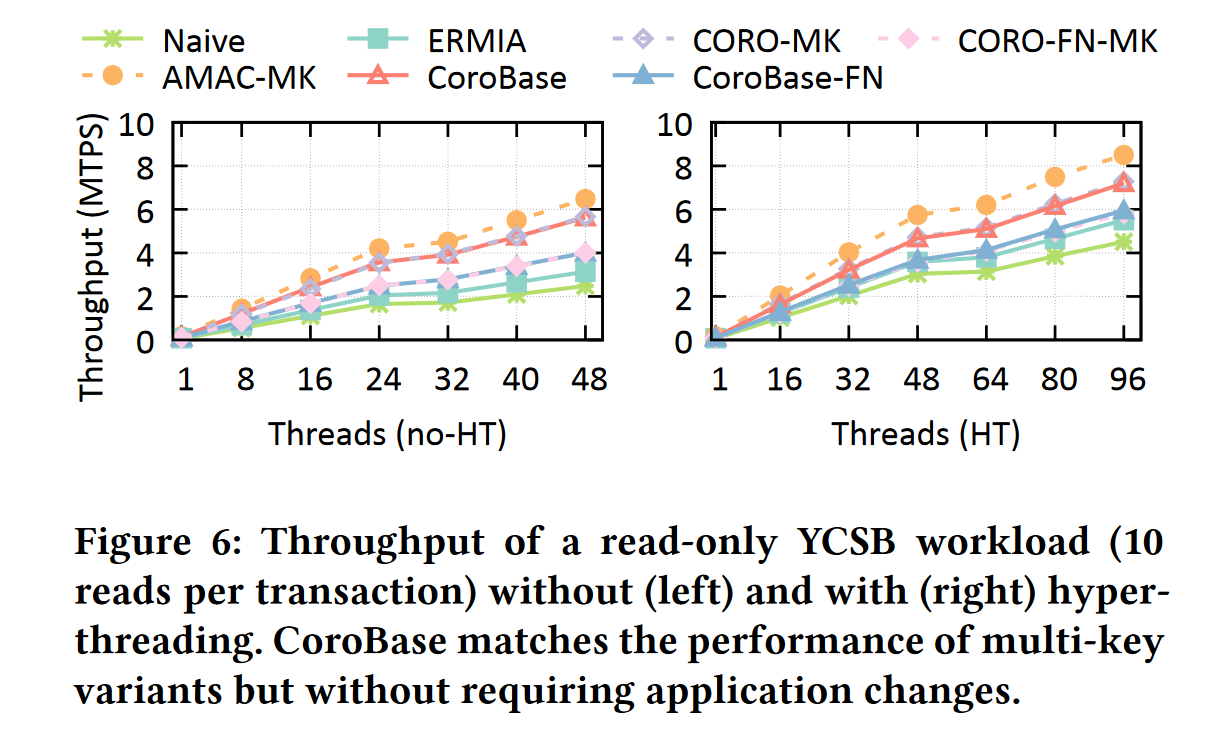 Naive ERMIA CORO-MK CORO-FN-MK
AMAC-MK CoroBase CoroBase-FN
Throughput (MTPS)
10
8
6
4
2
0
1 8 16 24 32 40 48
Threads (no-HT)
10
8
6
4
2
0
1 16 32 48 64 80 96
Threads (HT)
Figure 6: Throughput of a read-only YCSB workload (10
reads per transaction) without (left) and with (right) hyper-
threading. CoroBase matches the performance of multi-key
variants but without requiring application changes.